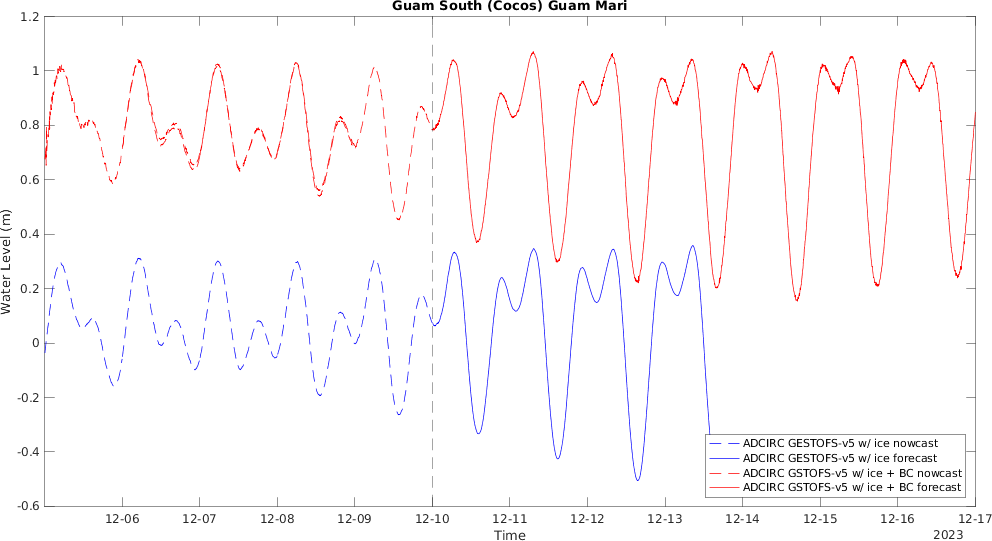 Guam South (Cocos) Guam Mari
1.2
1
0.8
0.6
0.4
0.2
0
-0.2
-0.4
-0.6
Water Level (m)
12-06 12-07 12-08 12-09 12-10 12-11 12-12 12-13 12-14 12-15 12-16 12-17
Time
2023
ADCIRC GESTOFS-v5 w/ ice nowcast
ADCIRC GESTOFS-v5 w/ ice forecast
ADCIRC GSTOFS-v5 w/ ice + BC nowcast
ADCIRC GSTOFS-v5 w/ ice + BC forecast